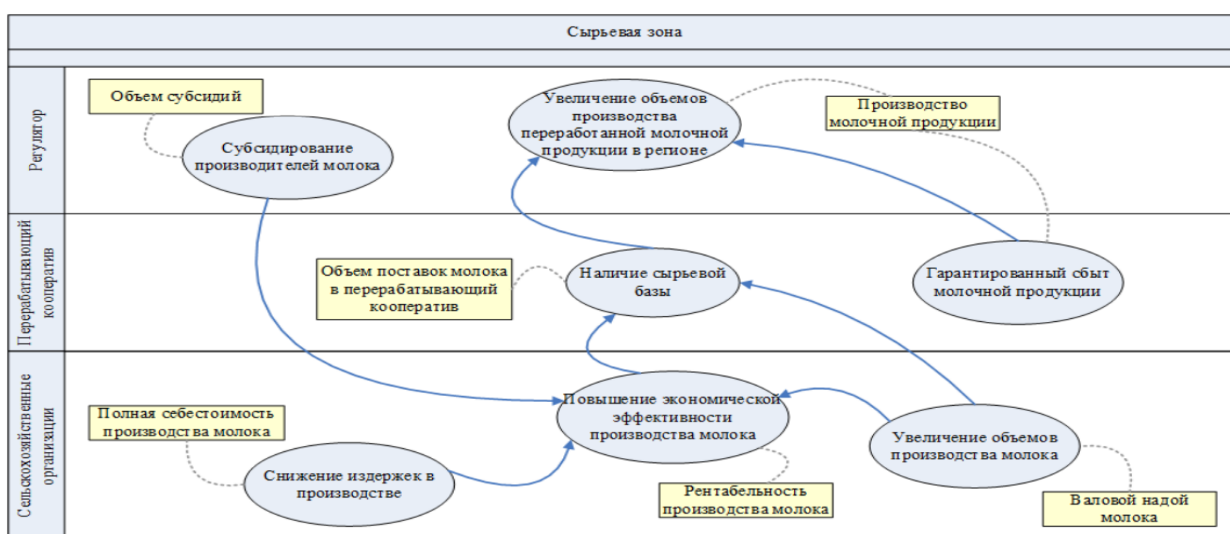 Сырьевая зона
Регулятор
Объем субсидий
Субсидирование
производителей молока
Увеличение объемов
производства
переработанной молочной
продукции в регионе
Производство
молочной продукции
Перерабатывающий
кооператив
Объем поставок молока
в перерабатывающий
кооператив
Наличие сырьевой
базы
Гарантированный сбыт
молочной продукции
Сельскохозяйственные
организации
Полная себестоимость
производства молока
Снижение издержек в
производстве
Повышение экономической
эффективности
производства молока
Рентабельность
производства молока
Увеличение объемов
производства молока
Валовой надой
молока